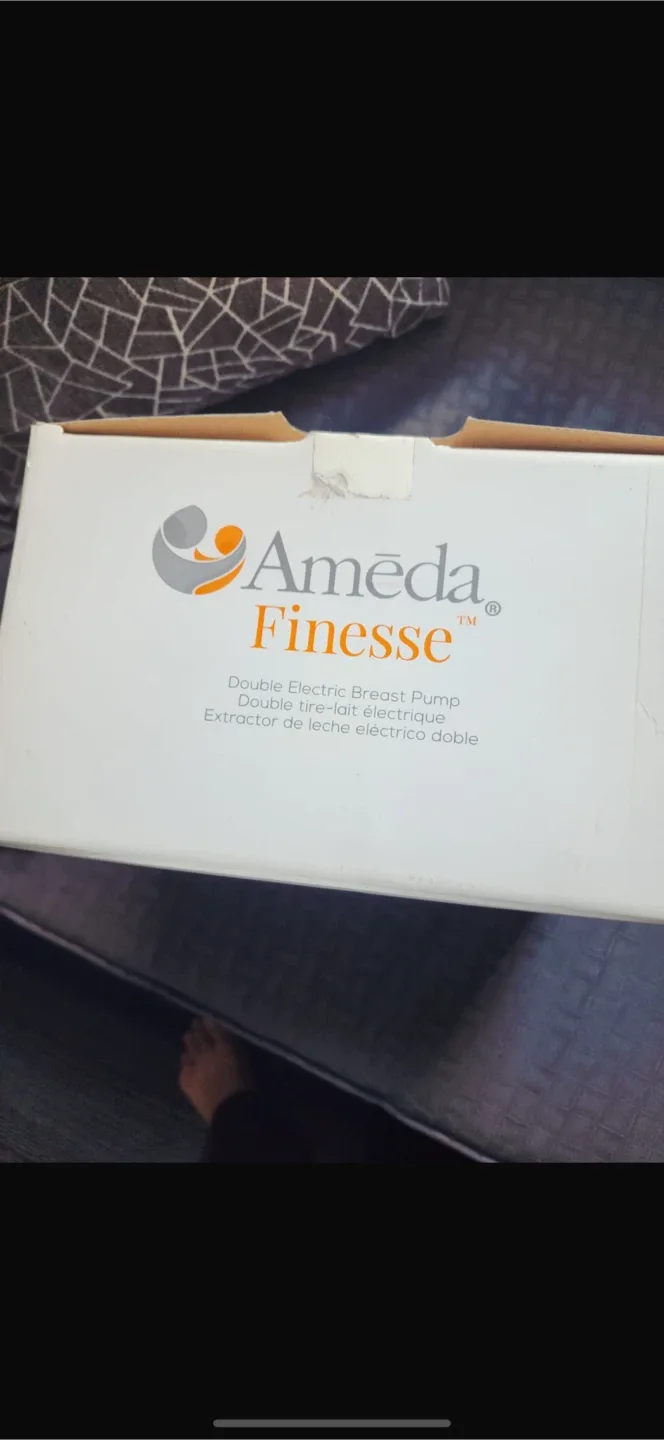 Amēda®
Finesse™
Double Electric Breast Pump
Double tire-lait électrique
Extractor de leche eléctrico doble